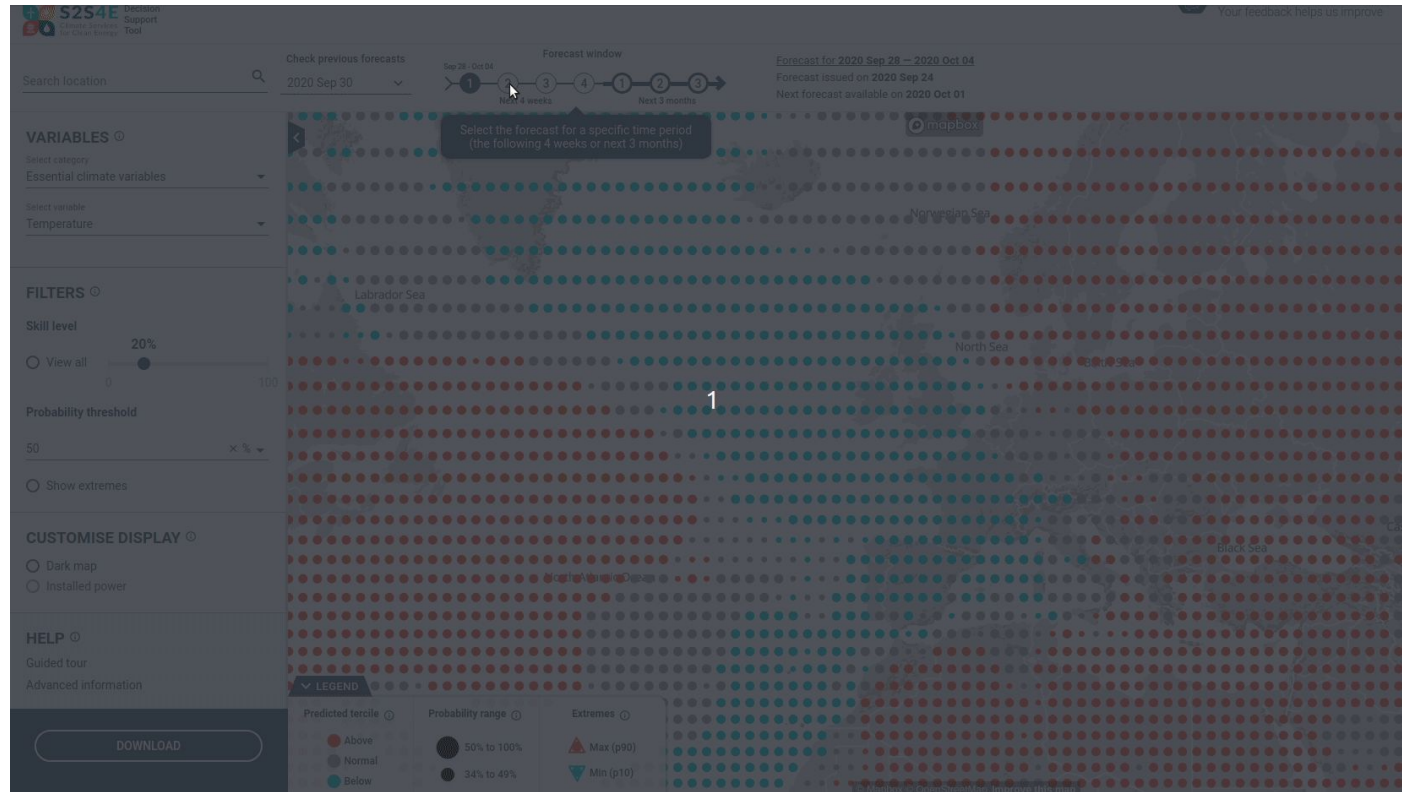 S2S4E
Climate Services
for Clean Energy
Decision
Support
Tool
Your feedback helps us improve
Search location
Check previous forecasts
2020 Sep 30
Forecast window
Sep 28 - Oct 04
1 2 3 4 1 2 3
Next 4 weeks
Next 3 months
Forecast for 2020 Sep 28 — 2020 Oct 04
Forecast issued on 2020 Sep 24
Next forecast available on 2020 Oct 01
Select the forecast for a specific time period
(the following 4 weeks or next 3 months)
mapbox
VARIABLES
Select category
Essential climate variables
Select variable
Temperature
FILTERS
Skill level
20%
View all
0 100
Probability threshold
50 × %
Show extremes
CUSTOMISE DISPLAY
Dark map
Installed power
HELP
Guided tour
Advanced information
DOWNLOAD
Norwegian Sea
Labrador Sea
North Sea
Baltic Sea
1
Black Sea
North Atlantic Ocean
LEGEND
Predicted tercile
Above
Normal
Below
Probability range
50% to 100%
34% to 49%
Extremes
Max (p90)
Min (p10)